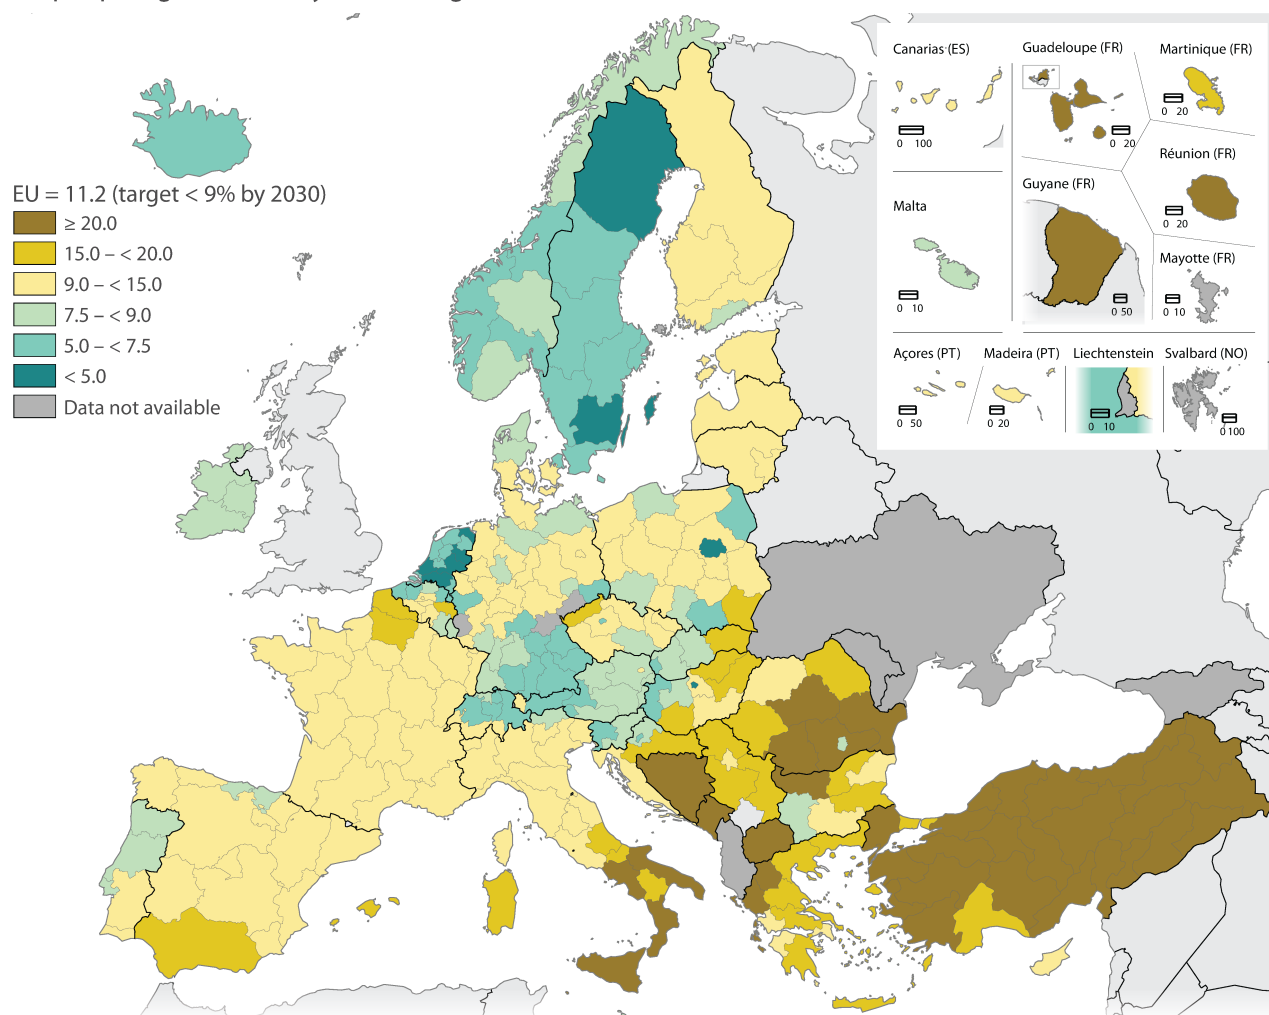 EU = 11.2 (target < 9% by 2030)
≥ 20.0
15.0 – < 20.0
9.0 – < 15.0
7.5 – < 9.0
5.0 – < 7.5
< 5.0
Data not available
Canarias (ES)
0 100
Guadeloupe (FR)
0 20
Martinique (FR)
0 20
Réunion (FR)
0 20
Guyane (FR)
0 50
Malta
0 10
Mayotte (FR)
0 10
Açores (PT)
0 50
Madeira (PT)
0 20
Liechtenstein
0 10
Svalbard (NO)
0 100